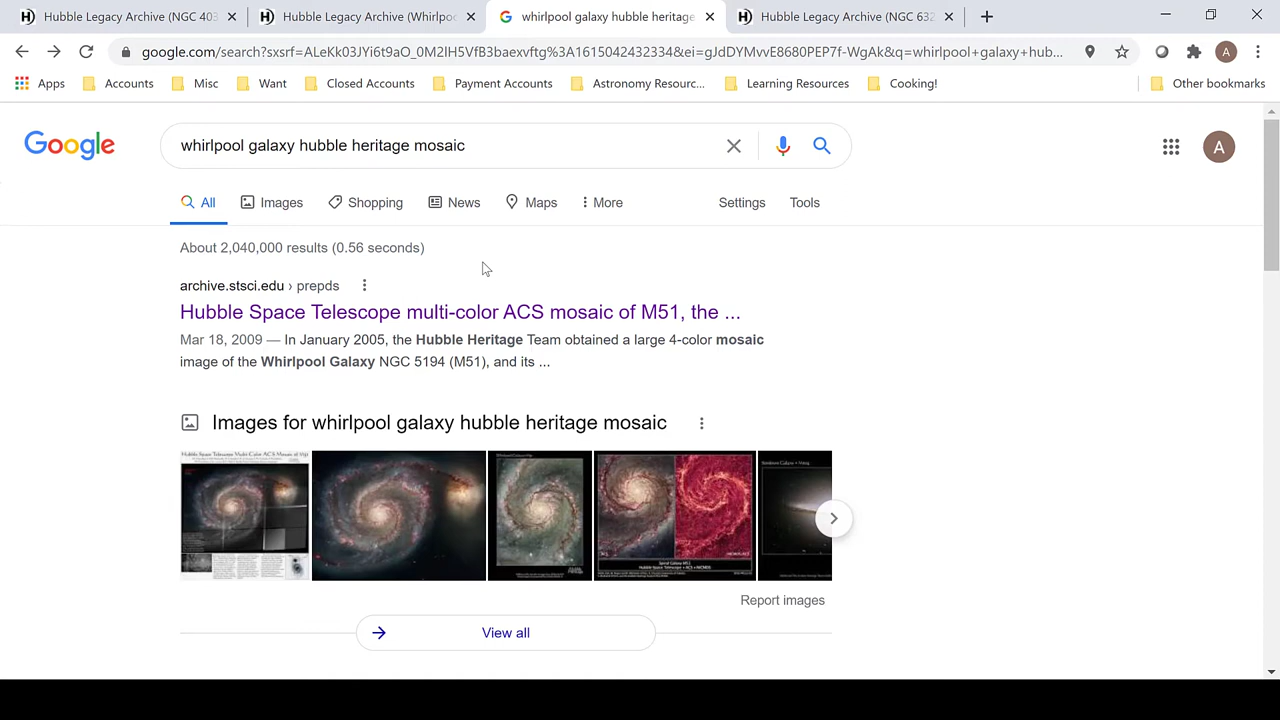 Hubble Legacy Archive (NGC 403
Hubble Legacy Archive (Whirlpoo
whirlpool galaxy hubble heritage
Hubble Legacy Archive (NGC 632
google.com/search?sxsrf=ALeKk03JYi6t9aO_0M2IH5VfB3baexvftg%3A1615042432334&ei=gJdDYMvvE8680PEP7f-WgAk&q=whirlpool+galaxy+hub...
A
Apps
Accounts
Misc
Want
Closed Accounts
Payment Accounts
Astronomy Resourc...
Learning Resources
Cooking!
Other bookmarks
Google
whirlpool galaxy hubble heritage mosaic
A
All
Images
Shopping
News
Maps
More
Settings
Tools
About 2,040,000 results (0.56 seconds)
archive.stsci.edu › prepds
Hubble Space Telescope multi-color ACS mosaic of M51, the ...
Mar 18, 2009 — In January 2005, the Hubble Heritage Team obtained a large 4-color mosaic
image of the Whirlpool Galaxy NGC 5194 (M51), and its ...
Images for whirlpool galaxy hubble heritage mosaic
Report images
View all